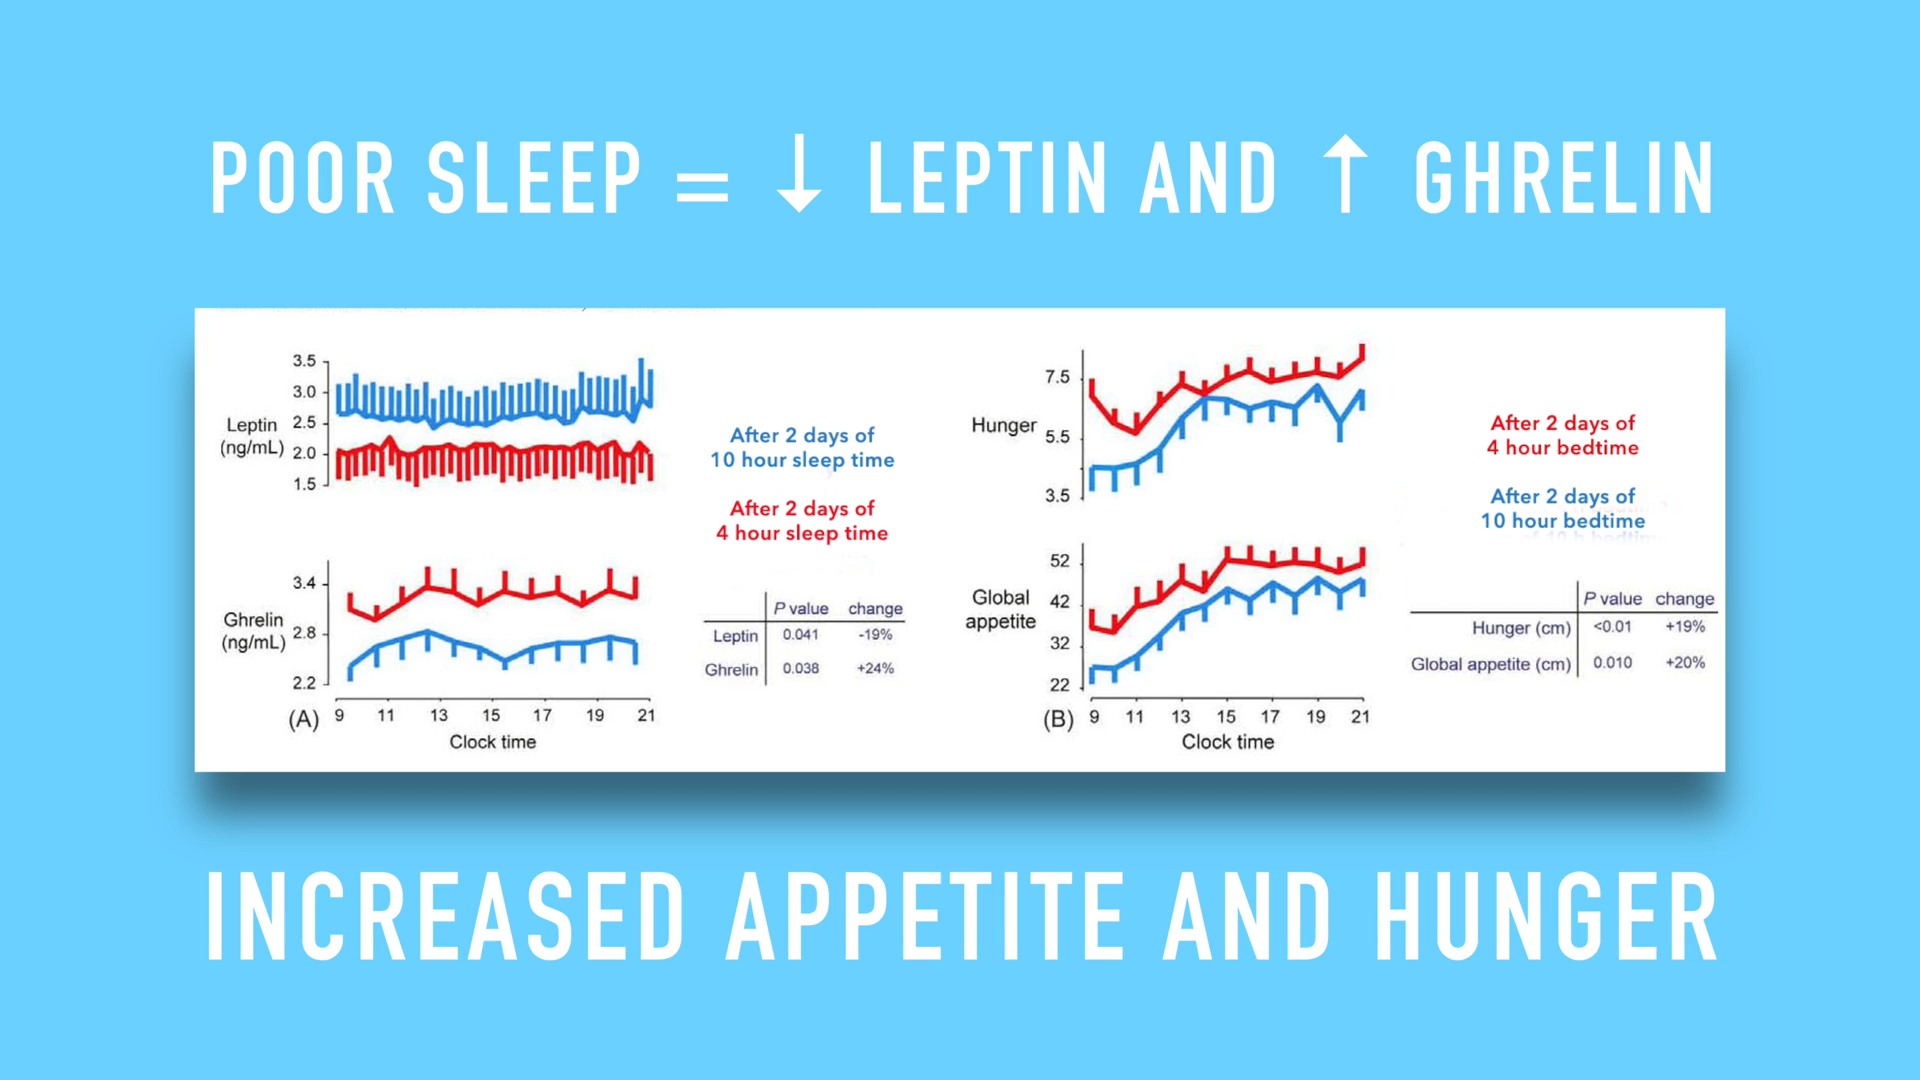 POOR SLEEP = ↓ LEPTIN AND ↑ GHRELIN
Leptin
(ng/mL)
3.5
3.0
2.5
2.0
1.5
Ghrelin
(ng/mL)
3.4
2.8
2.2
(A)
9 11 13 15 17 19 21
Clock time
After 2 days of
10 hour sleep time
After 2 days of
4 hour sleep time
P value change
Leptin 0.041 -19%
Ghrelin 0.038 +24%
Hunger
7.5
5.5
3.5
Global
appetite
52
42
32
22
(B)
9 11 13 15 17 19 21
Clock time
After 2 days of
4 hour bedtime
After 2 days of
10 hour bedtime
P value change
Hunger (cm) <0.01 +19%
Global appetite (cm) 0.010 +20%
INCREASED APPETITE AND HUNGER